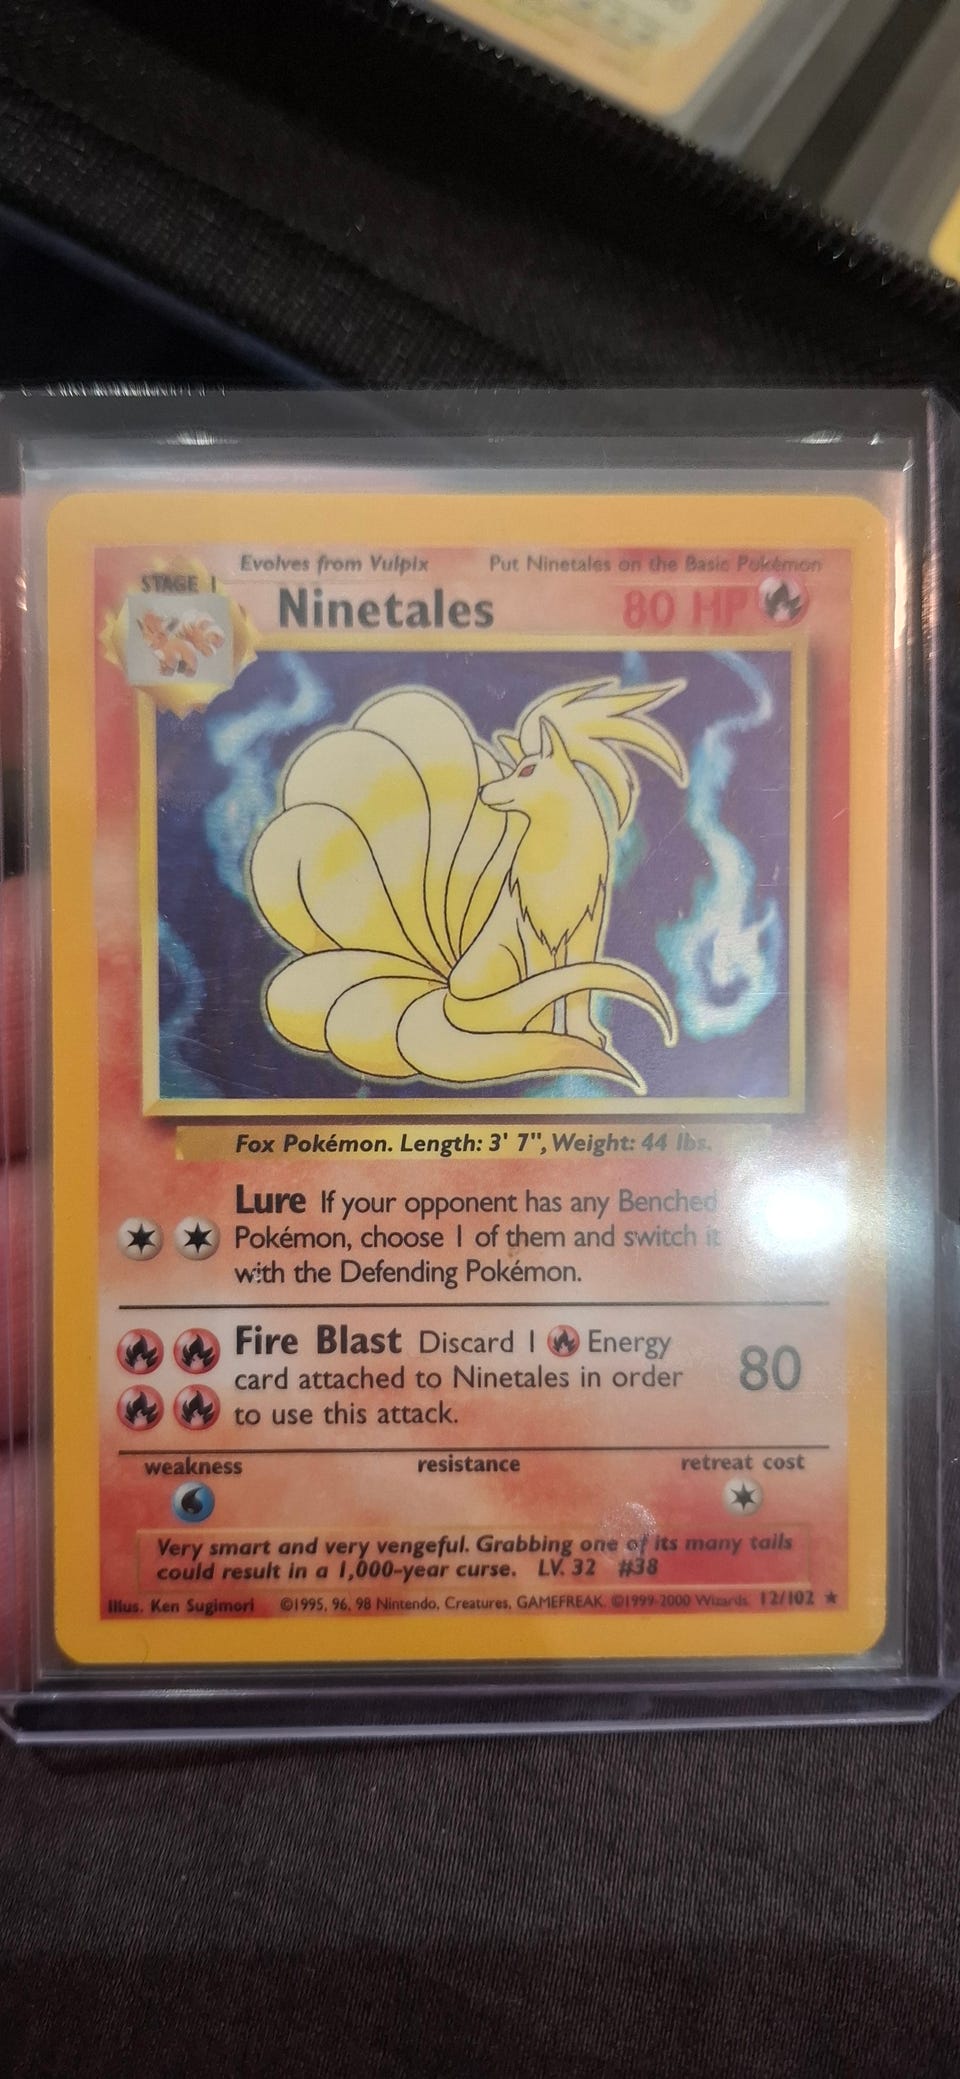 Evolves from Vulpix Put Ninetales on the Basic Pokémon
STAGE 1
Ninetales 80 HP
Fox Pokémon. Length: 3' 7", Weight: 44 lbs.
Lure If your opponent has any Benched
Pokémon, choose 1 of them and switch it
with the Defending Pokémon.
Fire Blast Discard 1 Energy
card attached to Ninetales in order
to use this attack.
80
weakness resistance retreat cost
Very smart and very vengeful. Grabbing one of its many tails
could result in a 1,000-year curse. LV. 32 #38
Illus. Ken Sugimori ©1995, 96, 98 Nintendo, Creatures, GAMEFREAK. ©1999-2000 Wizards. 12/102 ★